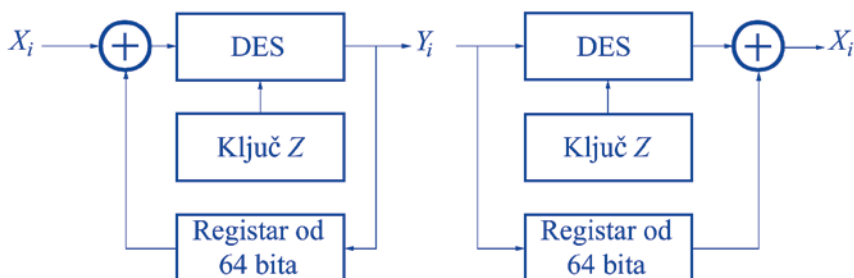 Xi
DES
Yi
DES
Xi
Ključ Z
Ključ Z
Registar od
64 bita
Registar od
64 bita